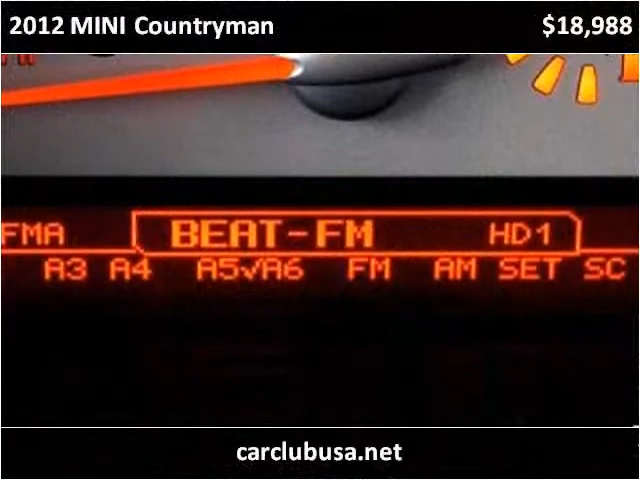 2012 MINI Countryman $18,988
FMA BEAT-FM HD1
A3 A4 A5√A6 FM AM SET SC
carclubusa.net